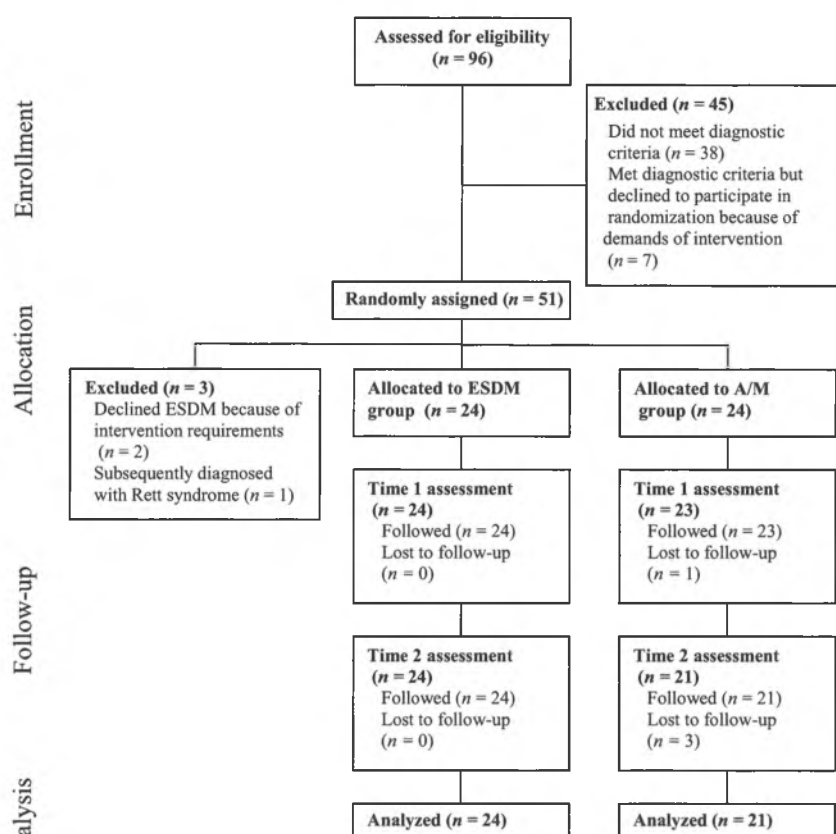 Assessed for eligibility
(n = 96)
Enrollment
Excluded (n = 45)
Did not meet diagnostic
criteria (n = 38)
Met diagnostic criteria but
declined to participate in
randomization because of
demands of intervention
(n = 7)
Randomly assigned (n = 51)
Allocation
Excluded (n = 3)
Declined ESDM because of
intervention requirements
(n = 2)
Subsequently diagnosed
with Rett syndrome (n = 1)
Allocated to ESDM
group (n = 24)
Allocated to A/M
group (n = 24)
Follow-up
Time 1 assessment
(n = 24)
Followed (n = 24)
Lost to follow-up
(n = 0)
Time 1 assessment
(n = 23)
Followed (n = 23)
Lost to follow-up
(n = 1)
Time 2 assessment
(n = 24)
Followed (n = 24)
Lost to follow-up
(n = 0)
Time 2 assessment
(n = 21)
Followed (n = 21)
Lost to follow-up
(n = 3)
alysis
Analyzed (n = 24)
Analyzed (n = 21)